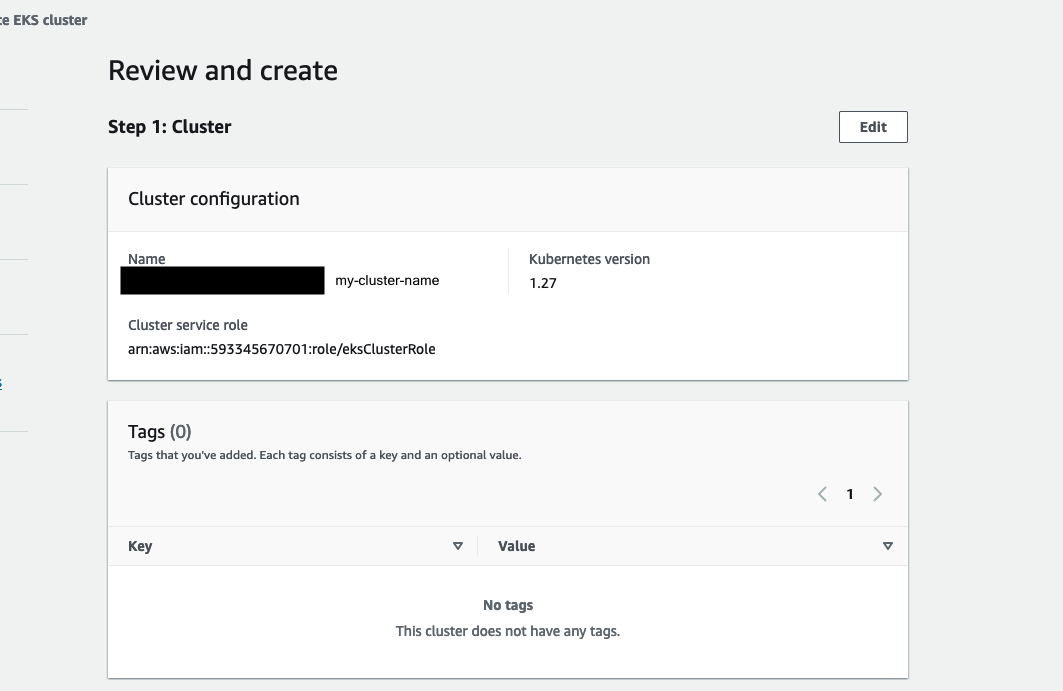 EKS cluster
Review and create
Step 1: Cluster
Edit
Cluster configuration
Name
my-cluster-name
Kubernetes version
1.27
Cluster service role
arn:aws:iam::593345670701:role/eksClusterRole
Tags (0)
Tags that you've added. Each tag consists of a key and an optional value.
1
Key
Value
No tags
This cluster does not have any tags.